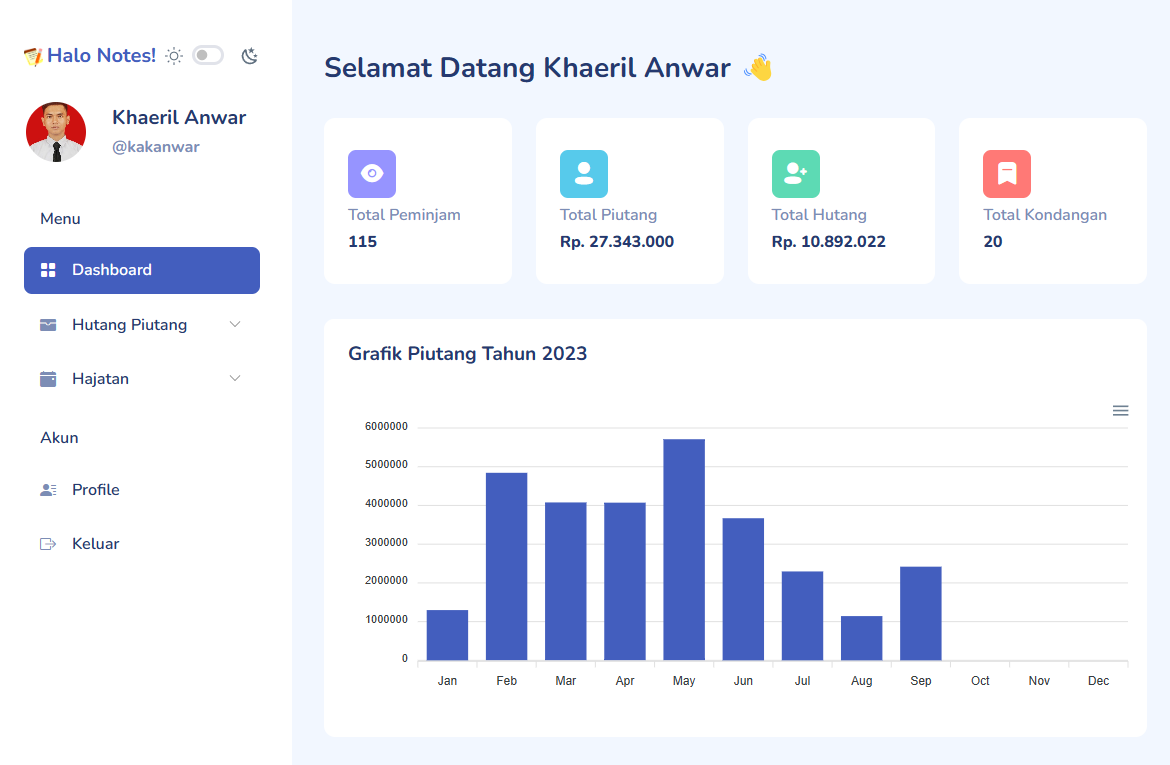 Halo Notes!
Khaeril Anwar
@kakanwar
Menu
Dashboard
Hutang Piutang
Hajatan
Akun
Profile
Keluar
Selamat Datang Khaeril Anwar
Total Peminjam
115
Total Piutang
Rp. 27.343.000
Total Hutang
Rp. 10.892.022
Total Kondangan
20
Grafik Piutang Tahun 2023
6000000
5000000
4000000
3000000
2000000
1000000
0
Jan Feb Mar Apr May Jun Jul Aug Sep Oct Nov Dec